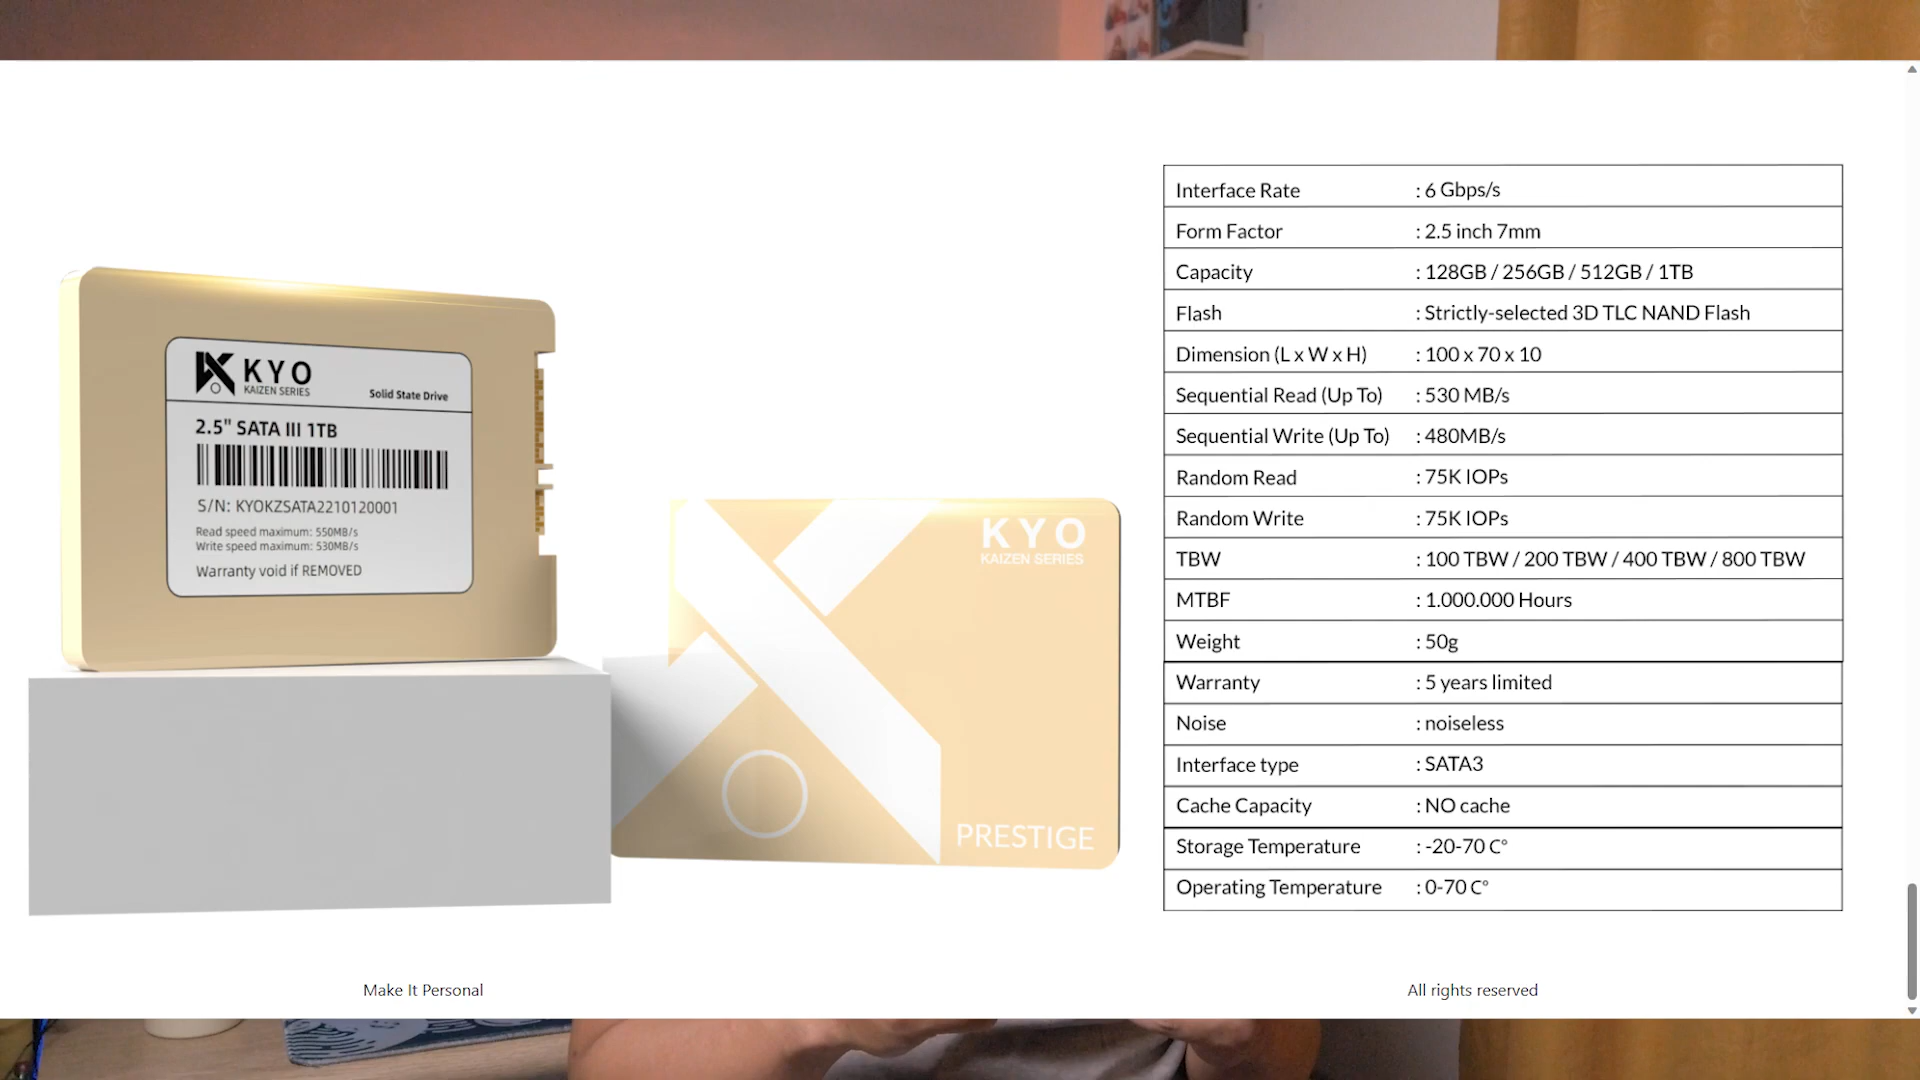 KYO
KAIZEN SERIES
Solid State Drive
2.5" SATA III 1TB
S/N: KYOKZSATA2210120001
Read speed maximum: 550MB/s
Write speed maximum: 530MB/s
Warranty void if REMOVED
KYO
KAIZEN SERIES
PRESTIGE
Interface Rate : 6 Gbps/s
Form Factor : 2.5 inch 7mm
Capacity : 128GB / 256GB / 512GB / 1TB
Flash : Strictly-selected 3D TLC NAND Flash
Dimension (L x W x H) : 100 x 70 x 10
Sequential Read (Up To) : 530 MB/s
Sequential Write (Up To) : 480MB/s
Random Read : 75K IOPs
Random Write : 75K IOPs
TBW : 100 TBW / 200 TBW / 400 TBW / 800 TBW
MTBF : 1.000.000 Hours
Weight : 50g
Warranty : 5 years limited
Noise : noiseless
Interface type : SATA3
Cache Capacity : NO cache
Storage Temperature : -20-70 C°
Operating Temperature : 0-70 C°
Make It Personal
All rights reserved